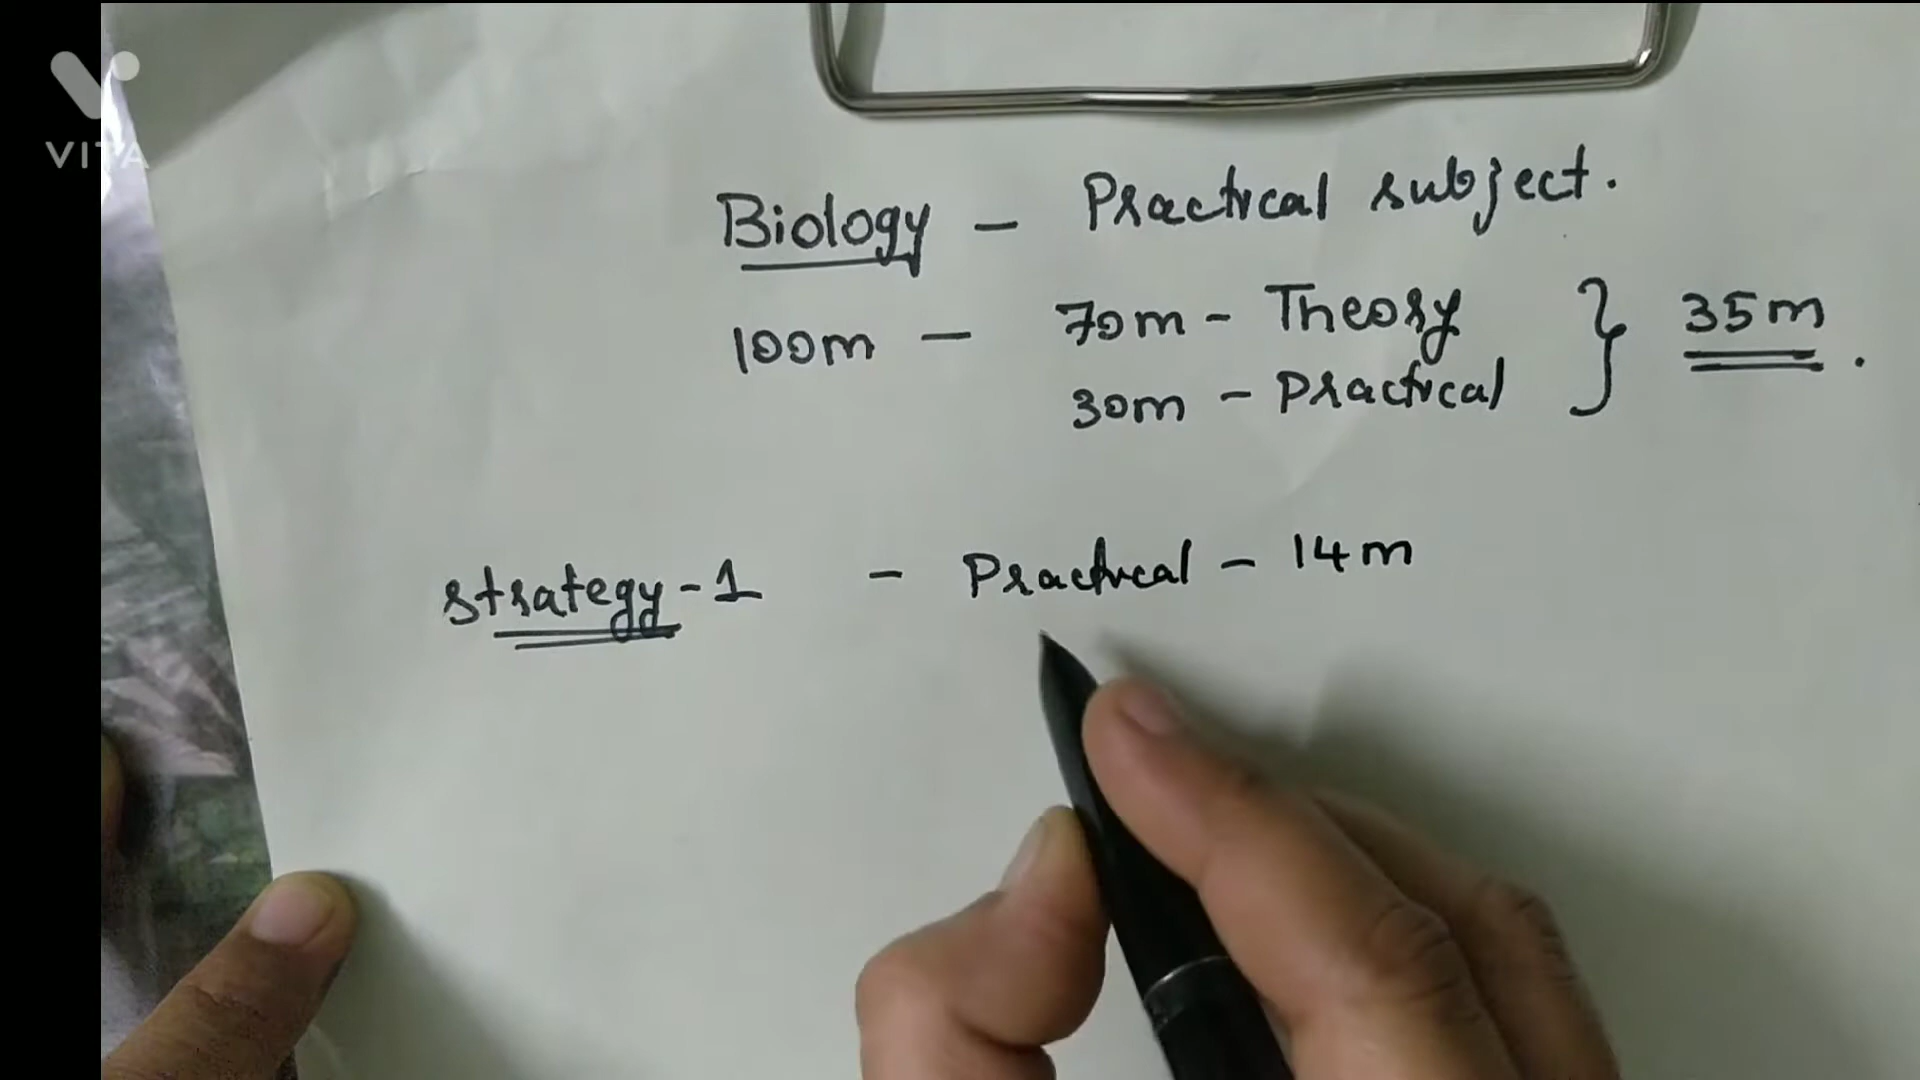 VITA
Biology - Practical subject.
100m - 70m - Theory } 35m.
30m - Practical
Strategy-1 - Practical - 14m